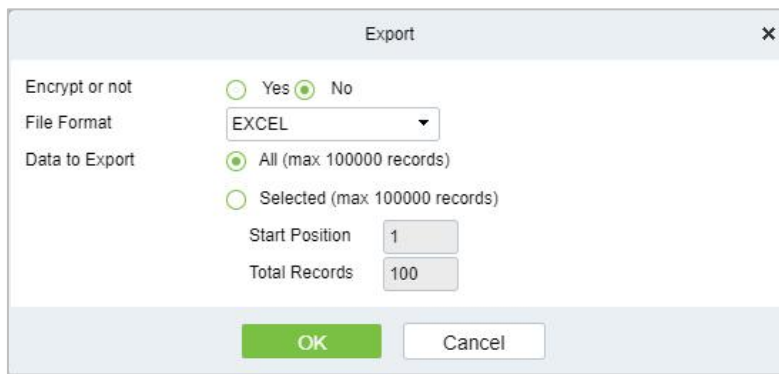 Export
Encrypt or not Yes No
File Format EXCEL
Data to Export All (max 100000 records)
Selected (max 100000 records)
Start Position 1
Total Records 100
OK Cancel